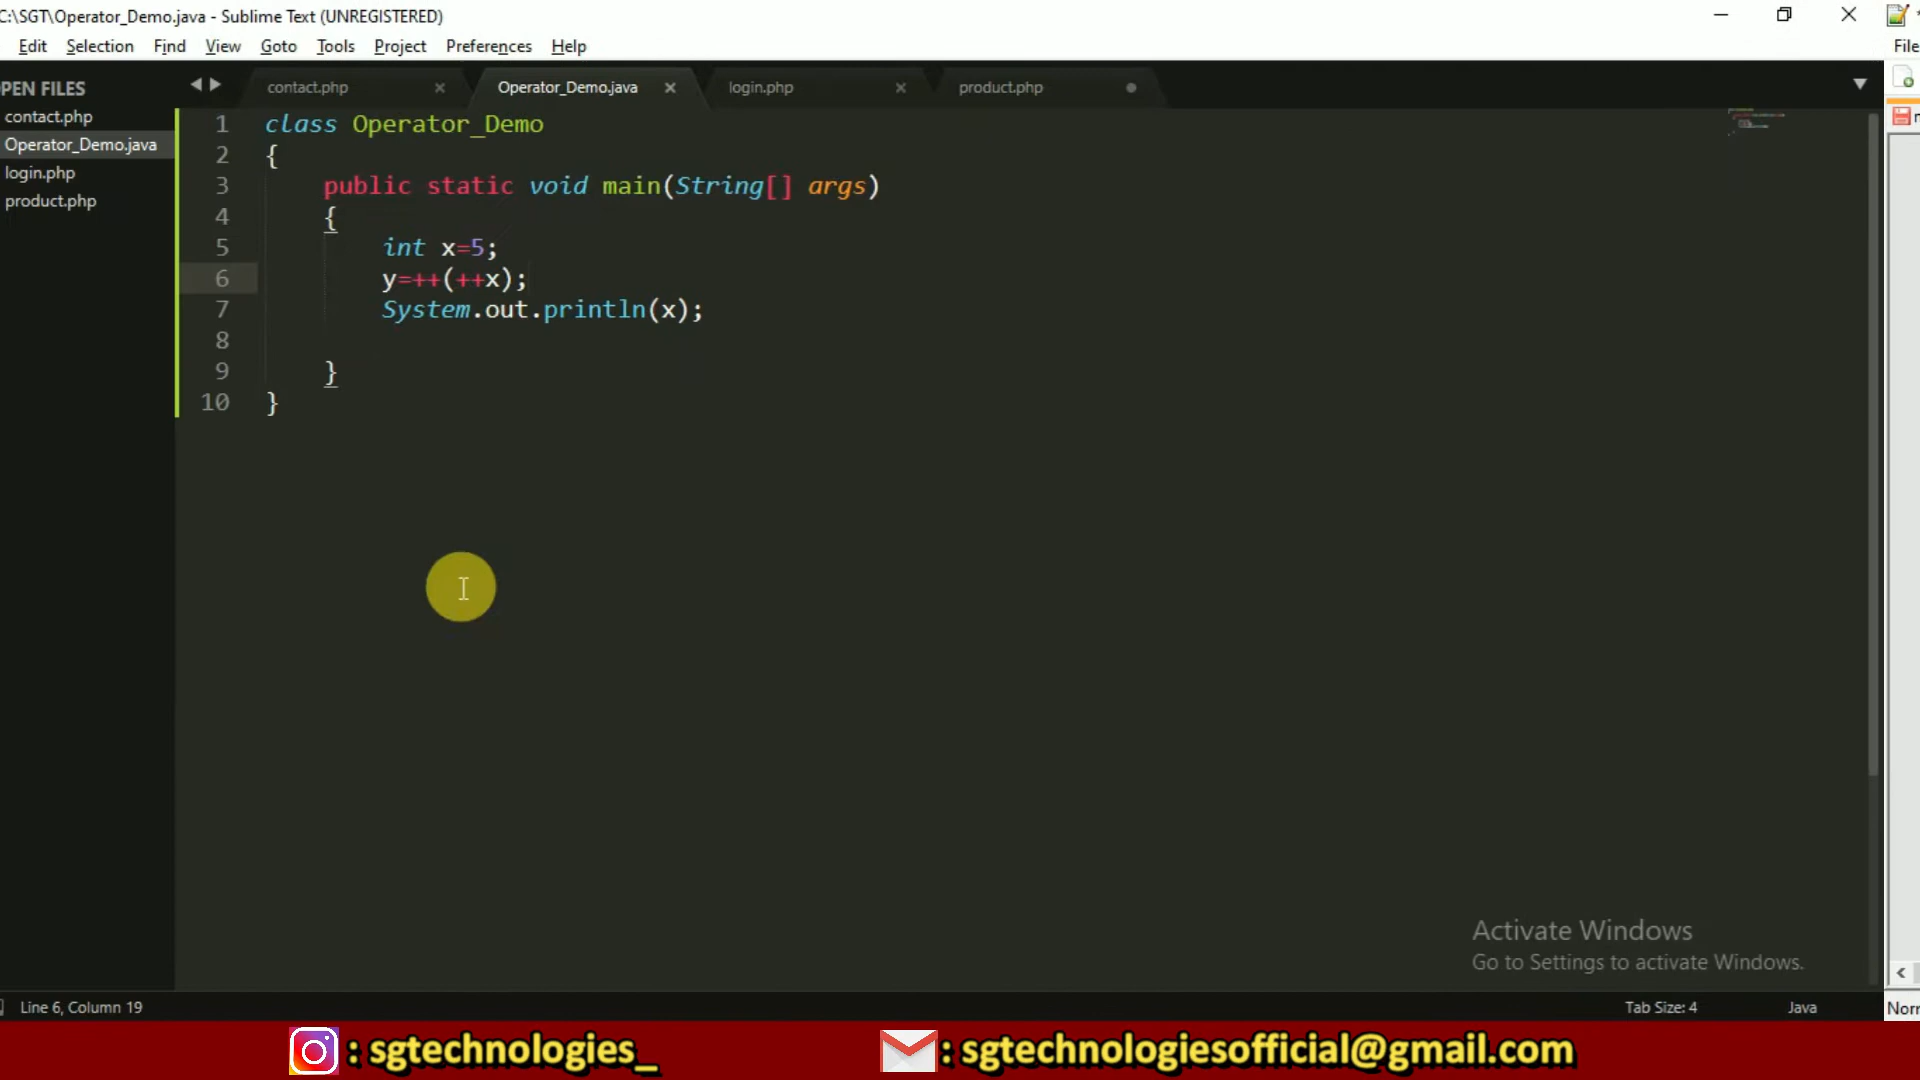 C:\SGT\Operator_Demo.java - Sublime Text (UNREGISTERED)
Edit Selection Find View Goto Tools Project Preferences Help
File
PEN FILES
contact.php
Operator_Demo.java
login.php
product.php
contact.php × Operator_Demo.java × login.php × product.php
1 class Operator_Demo
2 {
3 public static void main(String[] args)
4 {
5 int x=5;
6 y=++(++x);
7 System.out.println(x);
8
9 }
10 }
Activate Windows
Go to Settings to activate Windows.
Line 6, Column 19 Tab Size: 4 Java
Norr
: sgtechnologies_ : sgtechnologiesofficial@gmail.com